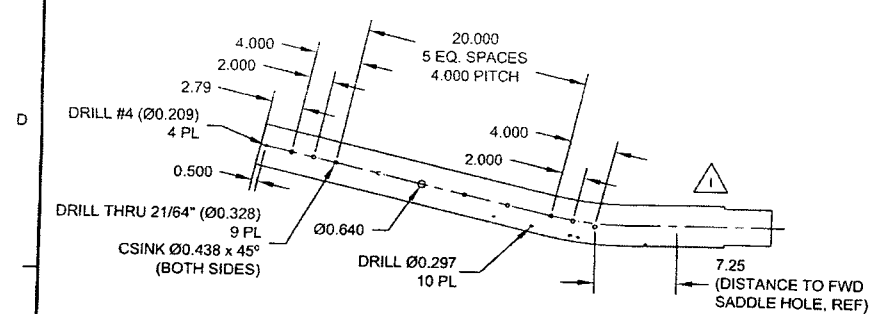 20.000
5 EQ. SPACES
4.000 PITCH
4.000
2.000
2.79
DRILL #4 (Ø0.209)
4 PL
D
0.500
4.000
2.000
1
DRILL THRU 21/64" (Ø0.328)
9 PL
CSINK Ø0.438 x 45º
(BOTH SIDES)
Ø0.640
DRILL Ø0.297
10 PL
7.25
(DISTANCE TO FWD
SADDLE HOLE, REF)